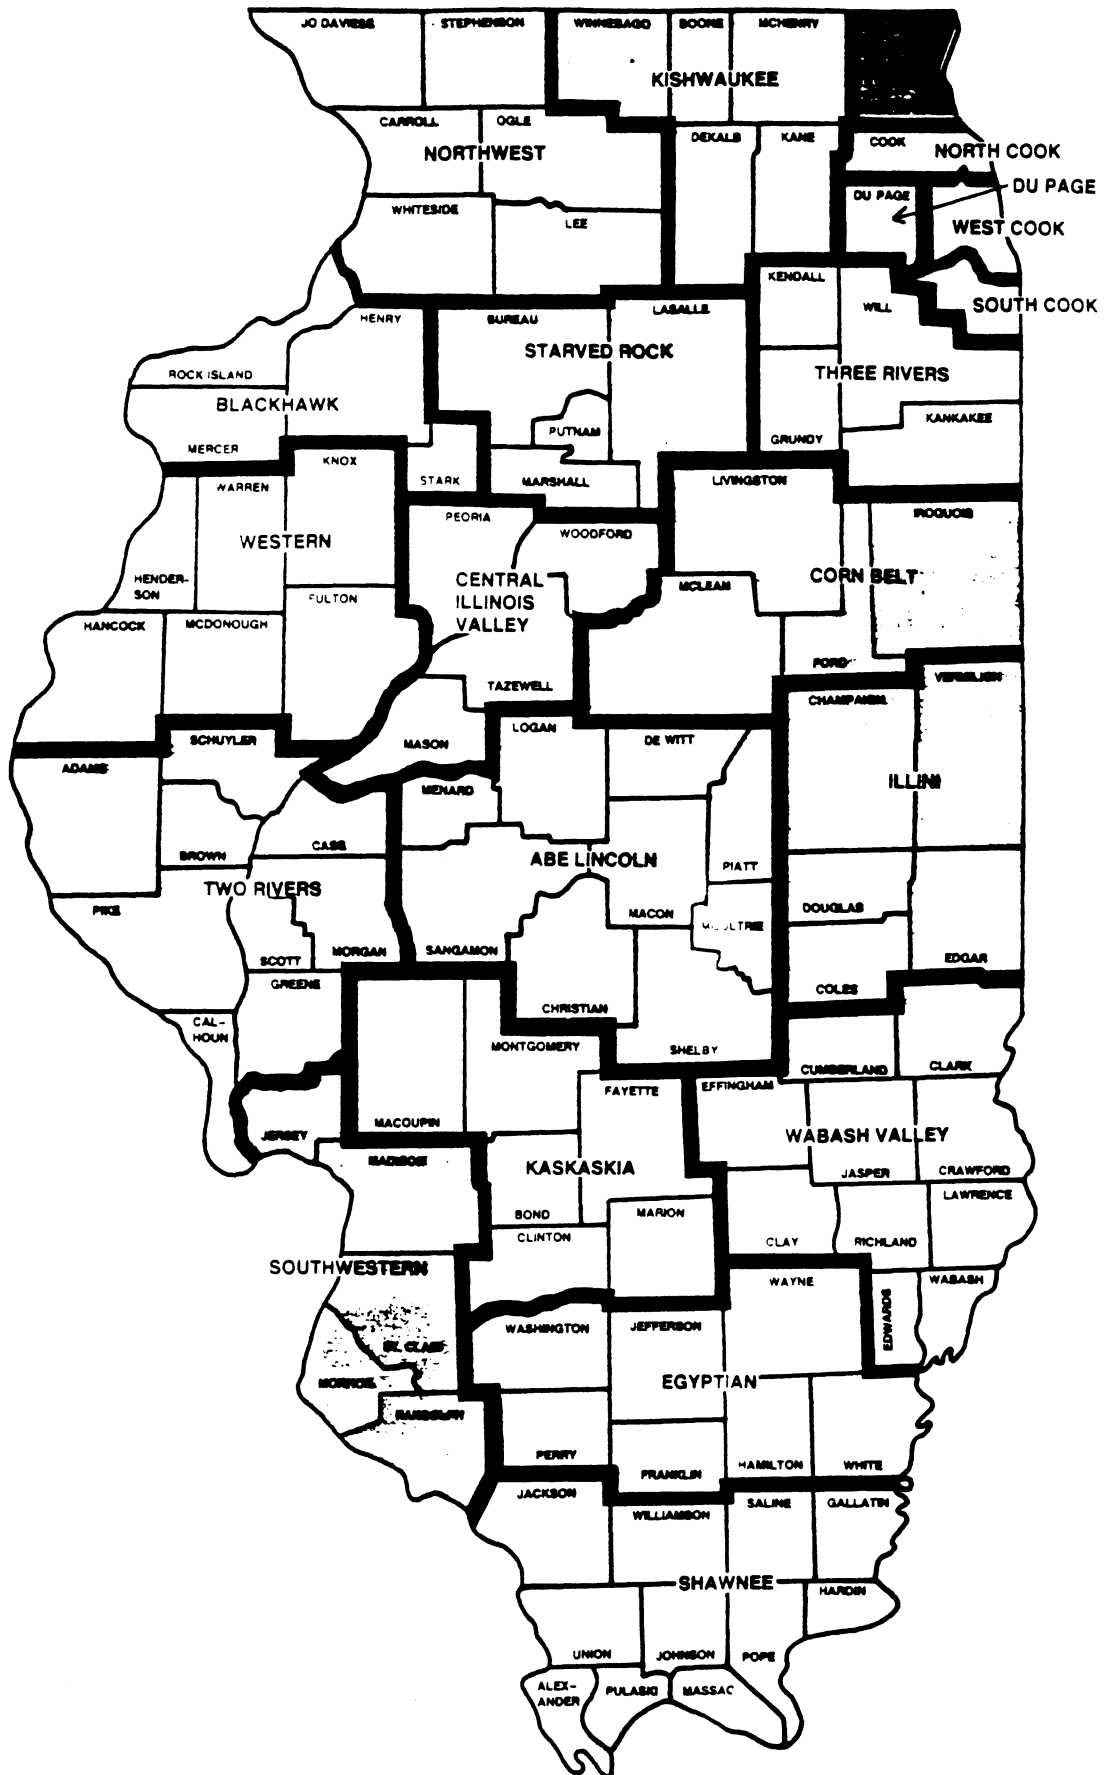 JO DAVIESS
STEPHENSON
WINNEBAGO
BOONE
MCHENRY
KISHWAUKEE
CARROLL
OGLE
NORTHWEST
DEKALB
KANE
COOK
NORTH COOK
DU PAGE
DU PAGE
WHITESIDE
LEE
WEST COOK
KENDALL
WILL
SOUTH COOK
HENRY
BUREAU
LASALLE
STARVED ROCK
ROCK ISLAND
THREE RIVERS
BLACKHAWK
KANKAKEE
PUTNAM
GRUNDY
MERCER
KNOX
STARK
MARSHALL
LIVINGSTON
WARREN
PEORIA
IROQUOIS
WOODFORD
WESTERN
HENDER-
SON
CENTRAL
ILLINOIS
VALLEY
CORN BELT
MCLEAN
FULTON
HANCOCK
MCDONOUGH
FORD
VERMILION
TAZEWELL
CHAMPAIGN
LOGAN
SCHUYLER
MASON
DE WITT
ADAMS
ILLINI
MENARD
BROWN
CASS
ABE LINCOLN
PIATT
TWO RIVERS
PIKE
MACON
DOUGLAS
MOULTRIE
MORGAN
SANGAMON
SCOTT
EDGAR
GREENE
COLES
CHRISTIAN
CAL-
HOUN
MONTGOMERY
SHELBY
CUMBERLAND
CLARK
FAYETTE
EFFINGHAM
MACOUPIN
JERSEY
WABASH VALLEY
MADISON
KASKASKIA
JASPER
CRAWFORD
LAWRENCE
BOND
MARION
CLINTON
CLAY
RICHLAND
SOUTHWESTERN
WAYNE
WABASH
EDWARDS
WASHINGTON
JEFFERSON
ST. CLAIR
MONROE
EGYPTIAN
RANDOLPH
PERRY
FRANKLIN
HAMILTON
WHITE
JACKSON
WILLIAMSON
SALINE
GALLATIN
SHAWNEE
HARDIN
UNION
JOHNSON
POPE
ALEX-
ANDER
PULASKI
MASSAC